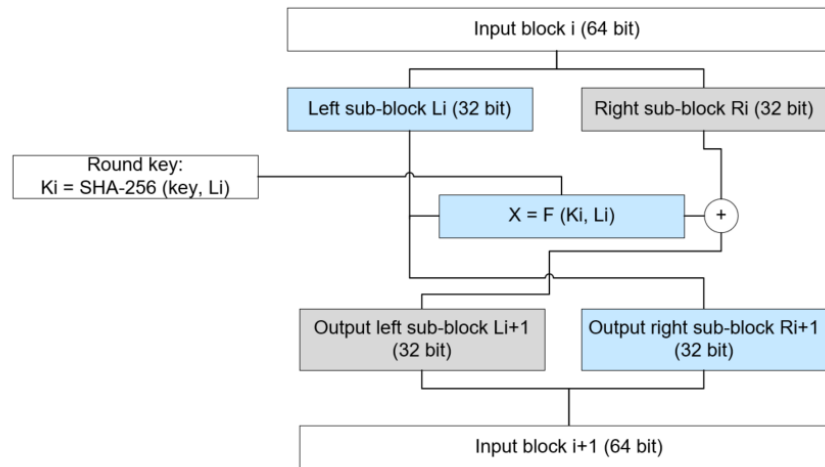 Input block i (64 bit)
Left sub-block Li (32 bit)
Right sub-block Ri (32 bit)
Round key:
Ki = SHA-256 (key, Li)
X = F (Ki, Li)
+
Output left sub-block Li+1
(32 bit)
Output right sub-block Ri+1
(32 bit)
Input block i+1 (64 bit)